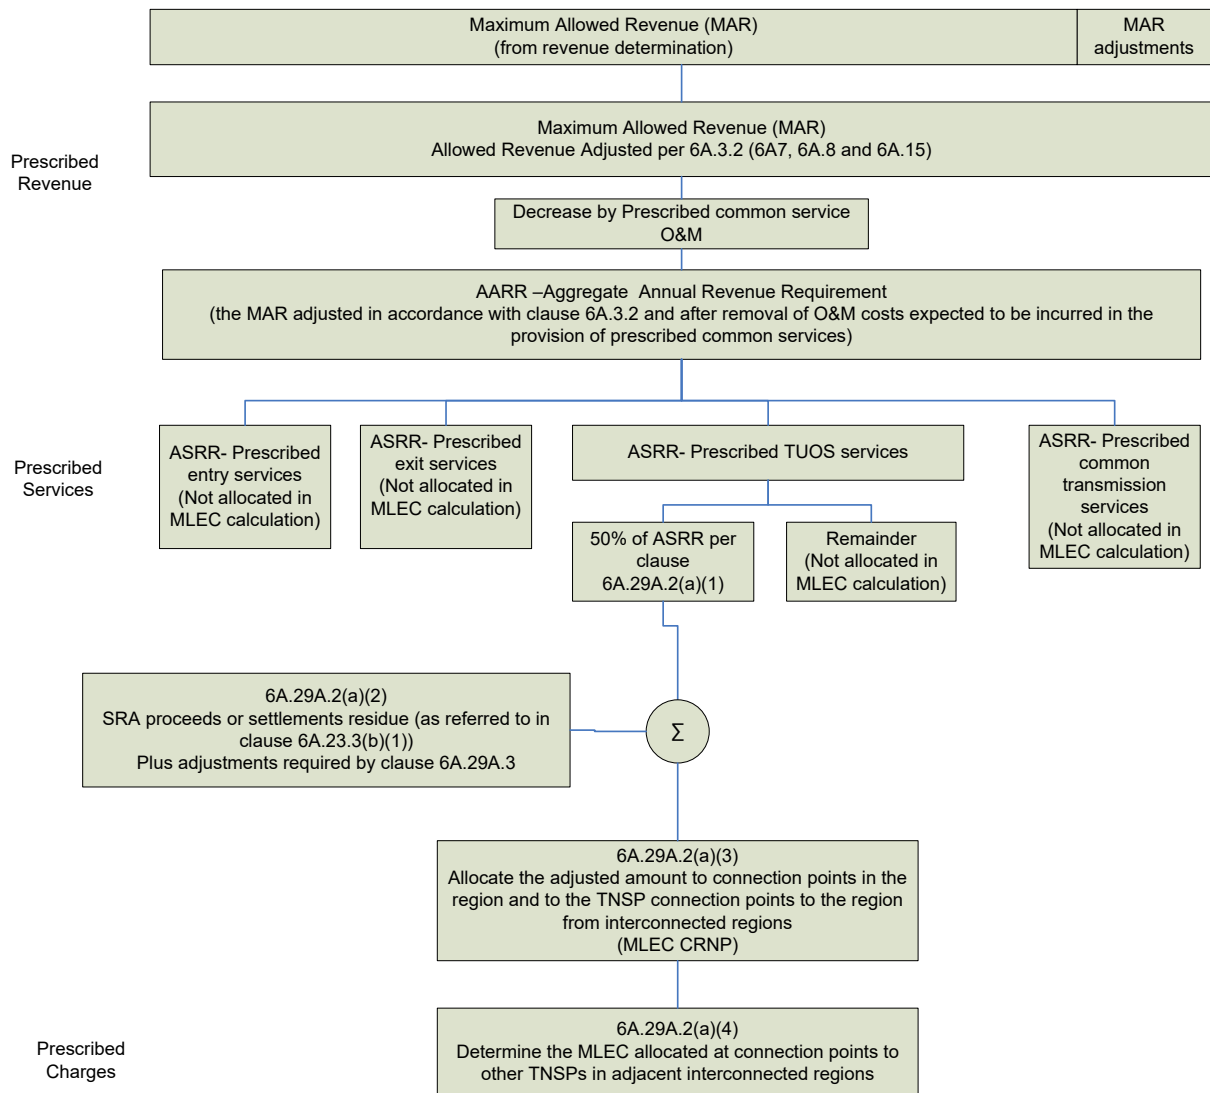 Maximum Allowed Revenue (MAR)
(from revenue determination)
MAR
adjustments
Maximum Allowed Revenue (MAR)
Allowed Revenue Adjusted per 6A.3.2 (6A7, 6A.8 and 6A.15)
Prescribed
Revenue
Decrease by Prescribed common service
O&M
AARR –Aggregate Annual Revenue Requirement
(the MAR adjusted in accordance with clause 6A.3.2 and after removal of O&M costs expected to be incurred in the
provision of prescribed common services)
Prescribed
Services
ASRR- Prescribed
entry services
(Not allocated in
MLEC calculation)
ASRR- Prescribed
exit services
(Not allocated in
MLEC calculation)
ASRR- Prescribed TUOS services
ASRR- Prescribed
common
transmission
services
(Not allocated in
MLEC calculation)
50% of ASRR per
clause
6A.29A.2(a)(1)
Remainder
(Not allocated in
MLEC calculation)
6A.29A.2(a)(2)
SRA proceeds or settlements residue (as referred to in
clause 6A.23.3(b)(1))
Plus adjustments required by clause 6A.29A.3
Σ
6A.29A.2(a)(3)
Allocate the adjusted amount to connection points in the
region and to the TNSP connection points to the region
from interconnected regions
(MLEC CRNP)
Prescribed
Charges
6A.29A.2(a)(4)
Determine the MLEC allocated at connection points to
other TNSPs in adjacent interconnected regions